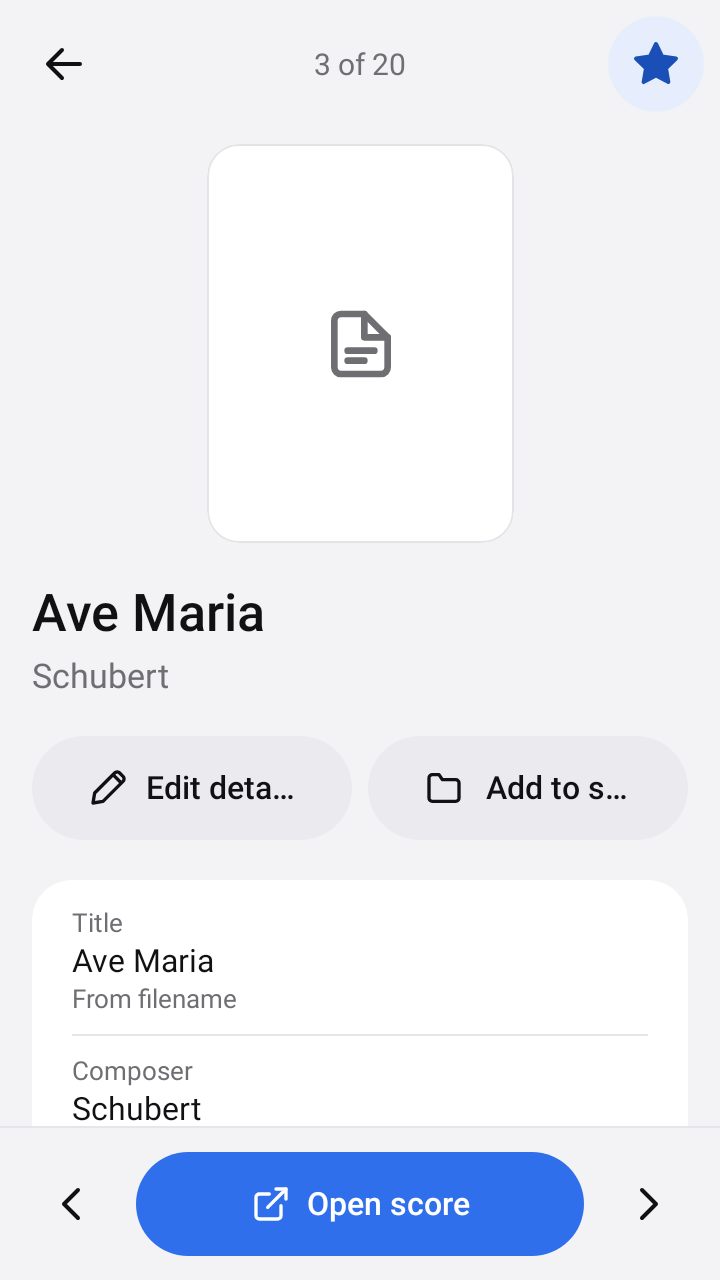 3 of 20
Ave Maria
Schubert
Edit deta...
Add to s...
Title
Ave Maria
From filename
Composer
Schubert
Open score